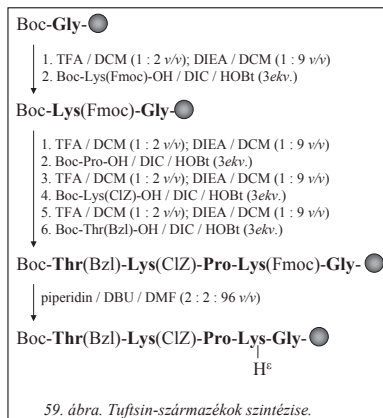 Boc-Gly-
1. TFA / DCM (1 : 2 v/v); DIEA / DCM (1 : 9 v/v)
2. Boc-Lys(Fmoc)-OH / DIC / HOBt (3ekv.)
Boc-Lys(Fmoc)-Gly-
1. TFA / DCM (1 : 2 v/v); DIEA / DCM (1 : 9 v/v)
2. Boc-Pro-OH / DIC / HOBt (3ekv.)
3. TFA / DCM (1 : 2 v/v); DIEA / DCM (1 : 9 v/v)
4. Boc-Lys(ClZ)-OH / DIC / HOBt (3ekv.)
5. TFA / DCM (1 : 2 v/v); DIEA / DCM (1 : 9 v/v)
6. Boc-Thr(Bzl)-OH / DIC / HOBt (3ekv.)
Boc-Thr(Bzl)-Lys(ClZ)-Pro-Lys(Fmoc)-Gly-
piperidin / DBU / DMF (2 : 2 : 96 v/v)
Boc-Thr(Bzl)-Lys(ClZ)-Pro-Lys-Gly-
Hε
59. ábra. Tuftsin-származékok szintézise.